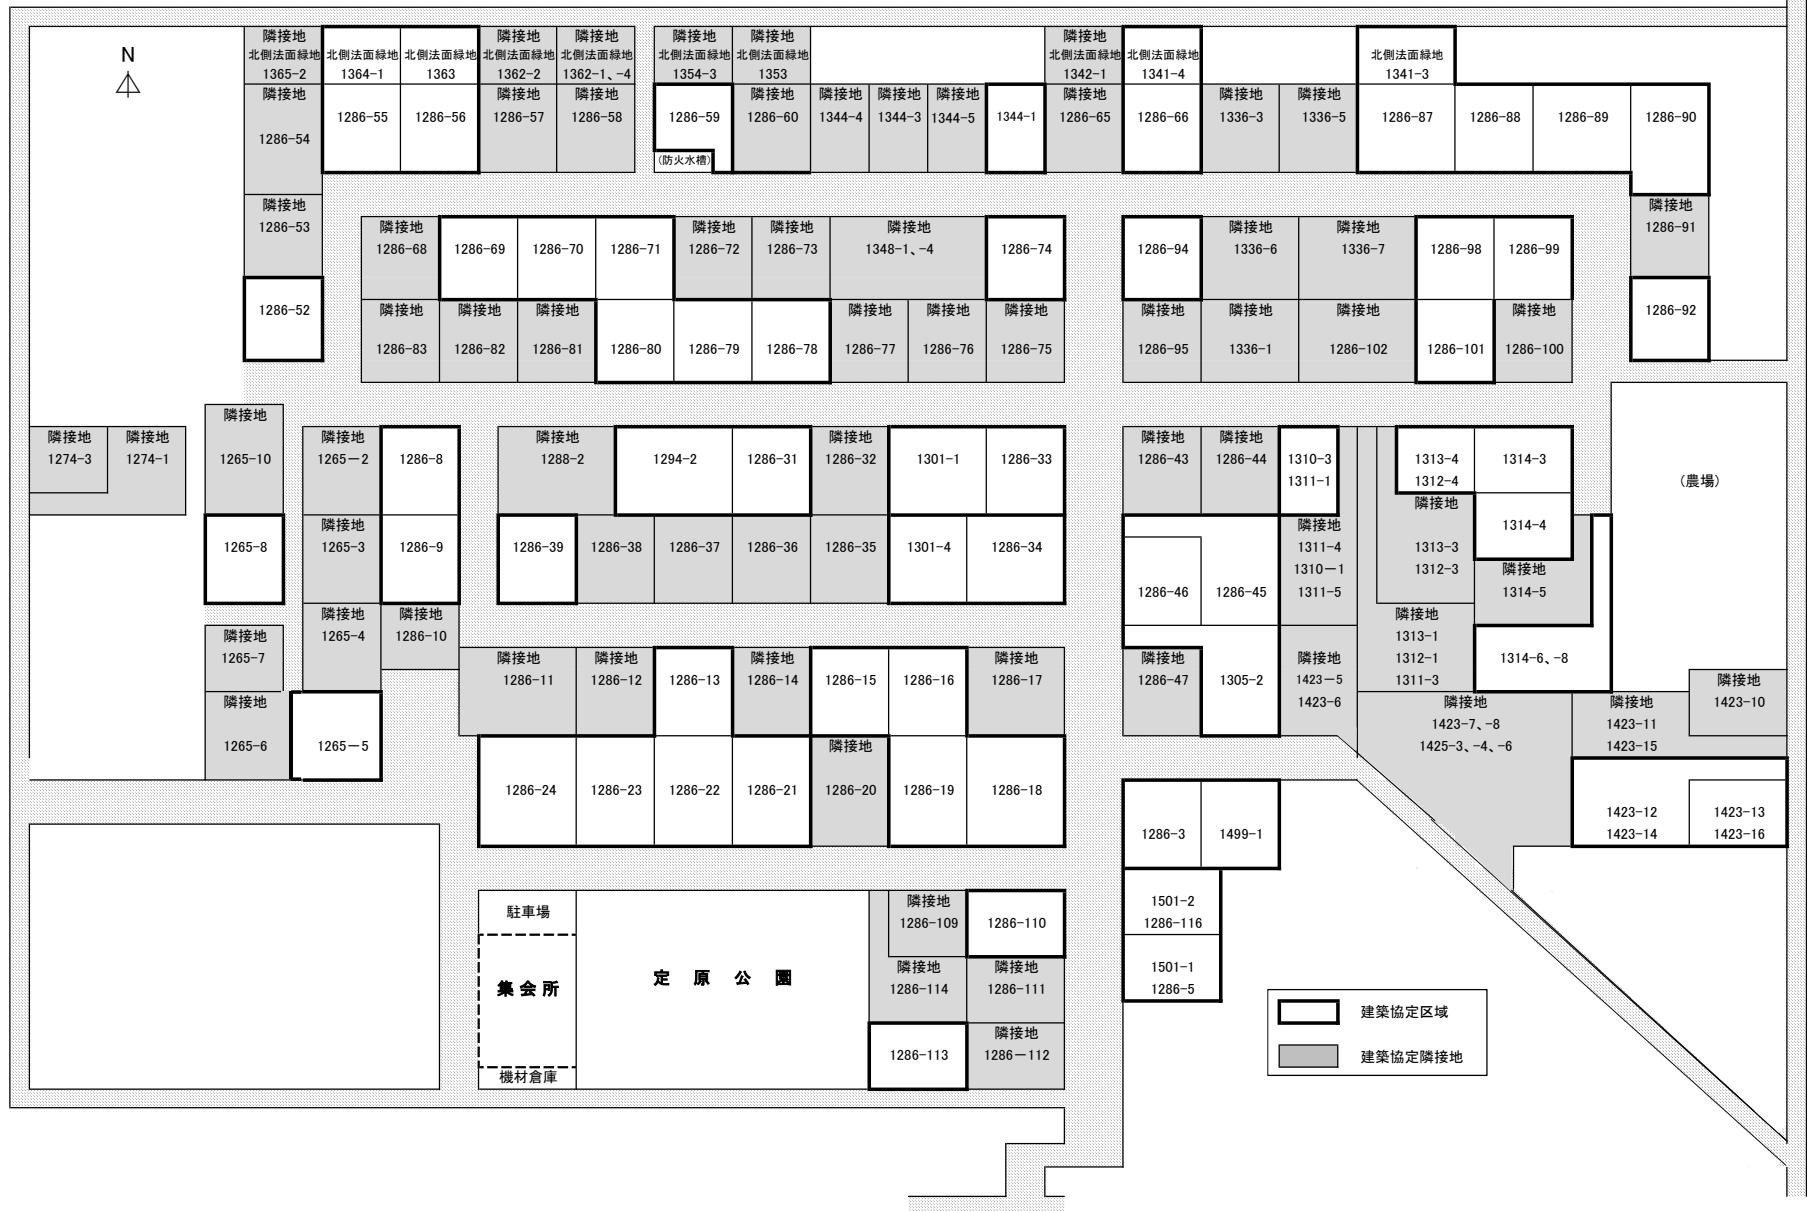 N
隣接地
北側法面緑地
1365-2
北側法面緑地
1364-1
北側法面緑地
1363
隣接地
北側法面緑地
1362-2
隣接地
北側法面緑地
1362-1、-4
隣接地
北側法面緑地
1354-3
隣接地
北側法面緑地
1353
隣接地
北側法面緑地
1342-1
北側法面緑地
1341-4
北側法面緑地
1341-3
隣接地
1286-54
1286-55
1286-56
隣接地
1286-57
隣接地
1286-58
1286-59
(防火水槽)
隣接地
1286-60
隣接地
1344-4
隣接地
1344-3
隣接地
1344-5
1344-1
隣接地
1286-65
1286-66
隣接地
1336-3
隣接地
1336-5
1286-87
1286-88
1286-89
1286-90
隣接地
1286-53
隣接地
1286-68
1286-69
1286-70
1286-71
隣接地
1286-72
隣接地
1286-73
隣接地
1348-1、-4
1286-74
1286-94
隣接地
1336-6
隣接地
1336-7
1286-98
1286-99
隣接地
1286-91
1286-52
隣接地
1286-83
隣接地
1286-82
隣接地
1286-81
1286-80
1286-79
1286-78
隣接地
1286-77
隣接地
1286-76
隣接地
1286-75
隣接地
1286-95
隣接地
1336-1
隣接地
1286-102
1286-101
隣接地
1286-100
1286-92
隣接地
1274-3
隣接地
1274-1
隣接地
1265-10
隣接地
1265－2
1286-8
隣接地
1288-2
1294-2
1286-31
隣接地
1286-32
1301-1
1286-33
隣接地
1286-43
隣接地
1286-44
1310-3
1311-1
1313-4
1312-4
1314-3
(農場)
1265-8
隣接地
1265-3
1286-9
1286-39
1286-38
1286-37
1286-36
1286-35
1301-4
1286-34
1286-46
1286-45
隣接地
1311-4
1310－1
1311-5
隣接地
1313-3
1312-3
1314-4
隣接地
1314-5
隣接地
1265-7
隣接地
1265-4
隣接地
1286-10
隣接地
1286-11
隣接地
1286-12
1286-13
隣接地
1286-14
1286-15
1286-16
隣接地
1286-17
隣接地
1286-47
1305-2
隣接地
1423－5
1423-6
隣接地
1313-1
1312-1
1311-3
1314-6、-8
隣接地
1265-6
1265－5
1286-24
1286-23
1286-22
1286-21
隣接地
1286-20
1286-19
1286-18
隣接地
1423-7、-8
1425-3、-4、-6
隣接地
1423-11
1423-15
隣接地
1423-10
1286-3
1499-1
1423-12
1423-14
1423-13
1423-16
駐車場
集会所
機材倉庫
定原公園
隣接地
1286-109
1286-110
1501-2
1286-116
隣接地
1286-114
隣接地
1286-111
1501-1
1286-5
1286-113
隣接地
1286－112
建築協定区域
建築協定隣接地